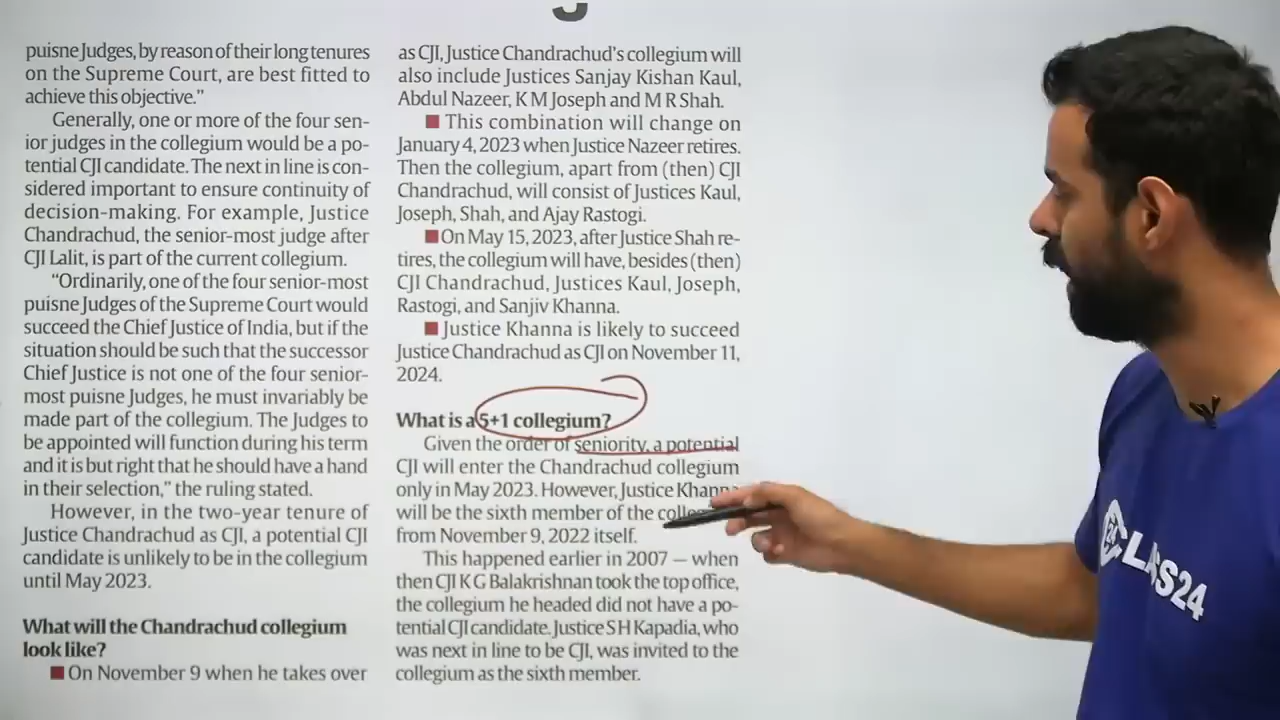 puisne Judges, by reason of their long tenures
on the Supreme Court, are best fitted to
achieve this objective."
Generally, one or more of the four sen-
ior judges in the collegium would be a po-
tential CJI candidate. The next in line is con-
sidered important to ensure continuity of
decision-making. For example, Justice
Chandrachud, the senior-most judge after
CJI Lalit, is part of the current collegium.
"Ordinarily, one of the four senior-most
puisne Judges of the Supreme Court would
succeed the Chief Justice of India, but if the
situation should be such that the successor
Chief Justice is not one of the four senior-
most puisne Judges, he must invariably be
made part of the collegium. The Judges to
be appointed will function during his term
and it is but right that he should have a hand
in their selection," the ruling stated.
However, in the two-year tenure of
Justice Chandrachud as CJI, a potential CJI
candidate is unlikely to be in the collegium
until May 2023.
What will the Chandrachud collegium
look like?
On November 9 when he takes over
as CJI, Justice Chandrachud's collegium will
also include Justices Sanjay Kishan Kaul,
Abdul Nazeer, K M Joseph and M R Shah.
This combination will change on
January 4, 2023 when Justice Nazeer retires.
Then the collegium, apart from (then) CJI
Chandrachud, will consist of Justices Kaul,
Joseph, Shah, and Ajay Rastogi.
On May 15, 2023, after Justice Shah re-
tires, the collegium will have, besides (then)
CJI Chandrachud, Justices Kaul, Joseph,
Rastogi, and Sanjiv Khanna.
Justice Khanna is likely to succeed
Justice Chandrachud as CJI on November 11,
2024.
What is a 5+1 collegium?
Given the order of seniority, a potential
CJI will enter the Chandrachud collegium
only in May 2023. However, Justice Khanna
will be the sixth member of the
from November 9, 2022 itself.
This happened earlier in 2007 — when
then CJI K G Balakrishnan took the top office,
the collegium he headed did not have a po-
tential CJI candidate. Justice S H Kapadia, who
was next in line to be CJI, was invited to the
collegium as the sixth member.
CLASS24